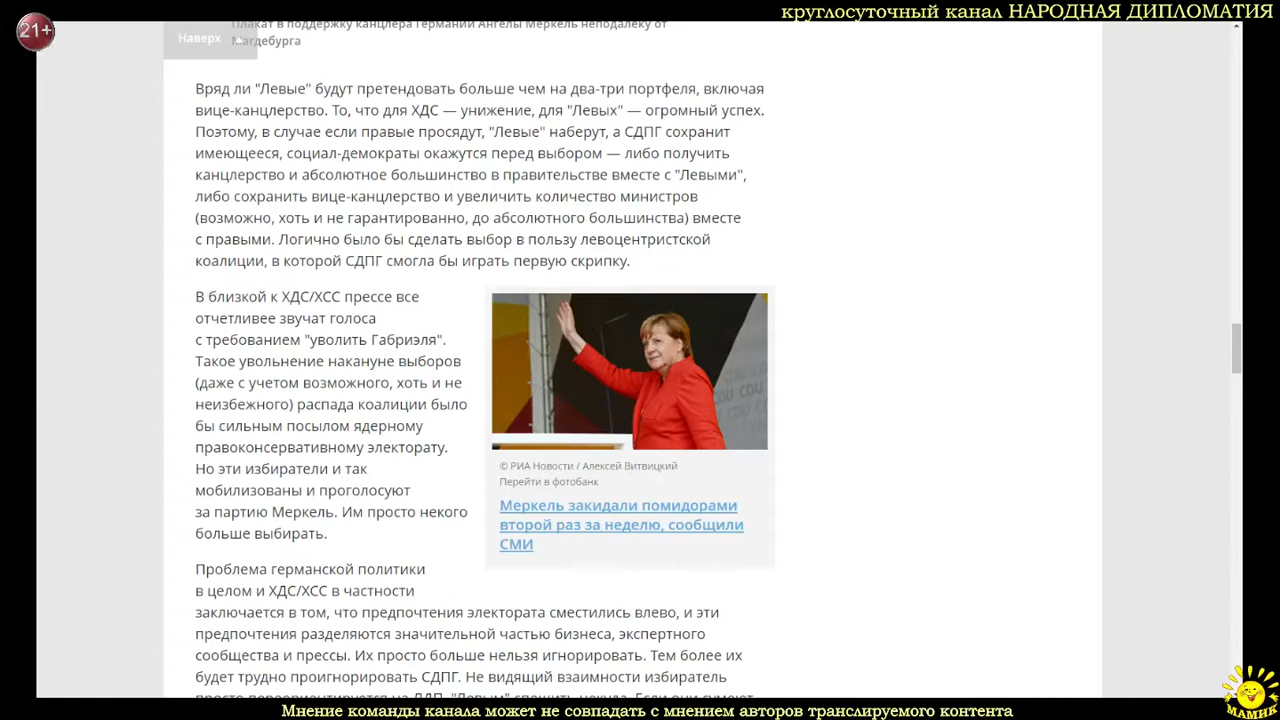 21+
круглосуточный канал НАРОДНАЯ ДИПЛОМАТИЯ
Плакат в поддержку канцлера Германии Ангелы Меркель неподалеку от
Магдебурга
Наверх
Вряд ли "Левые" будут претендовать больше чем на два-три портфеля, включая
вице-канцлерство. То, что для ХДС — унижение, для "Левых" — огромный успех.
Поэтому, в случае если правые просядут, "Левые" наберут, а СДПГ сохранит
имеющееся, социал-демократы окажутся перед выбором — либо получить
канцлерство и абсолютное большинство в правительстве вместе с "Левыми",
либо сохранить вице-канцлерство и увеличить количество министров
(возможно, хоть и не гарантированно, до абсолютного большинства) вместе
с правыми. Логично было бы сделать выбор в пользу левоцентристской
коалиции, в которой СДПГ смогла бы играть первую скрипку.
В близкой к ХДС/ХСС прессе все
отчетливее звучат голоса
с требованием "уволить Габриэля".
Такое увольнение накануне выборов
(даже с учетом возможного, хоть и не
неизбежного) распада коалиции было
бы сильным посылом ядерному
правоконсервативному электорату.
Но эти избиратели и так
мобилизованы и проголосуют
за партию Меркель. Им просто некого
больше выбирать.
CDU CDU
© РИА Новости / Алексей Витвицкий
Перейти в фотобанк
Меркель закидали помидорами
второй раз за неделю, сообщили
СМИ
Проблема германской политики
в целом и ХДС/ХСС в частности
заключается в том, что предпочтения электората сместились влево, и эти
предпочтения разделяются значительной частью бизнеса, экспертного
сообщества и прессы. Их просто больше нельзя игнорировать. Тем более их
будет трудно проигнорировать СДПГ. Не видящий взаимности избиратель
Мнение команды канала может не совпадать с мнением авторов транслируемого контента
МАМИК